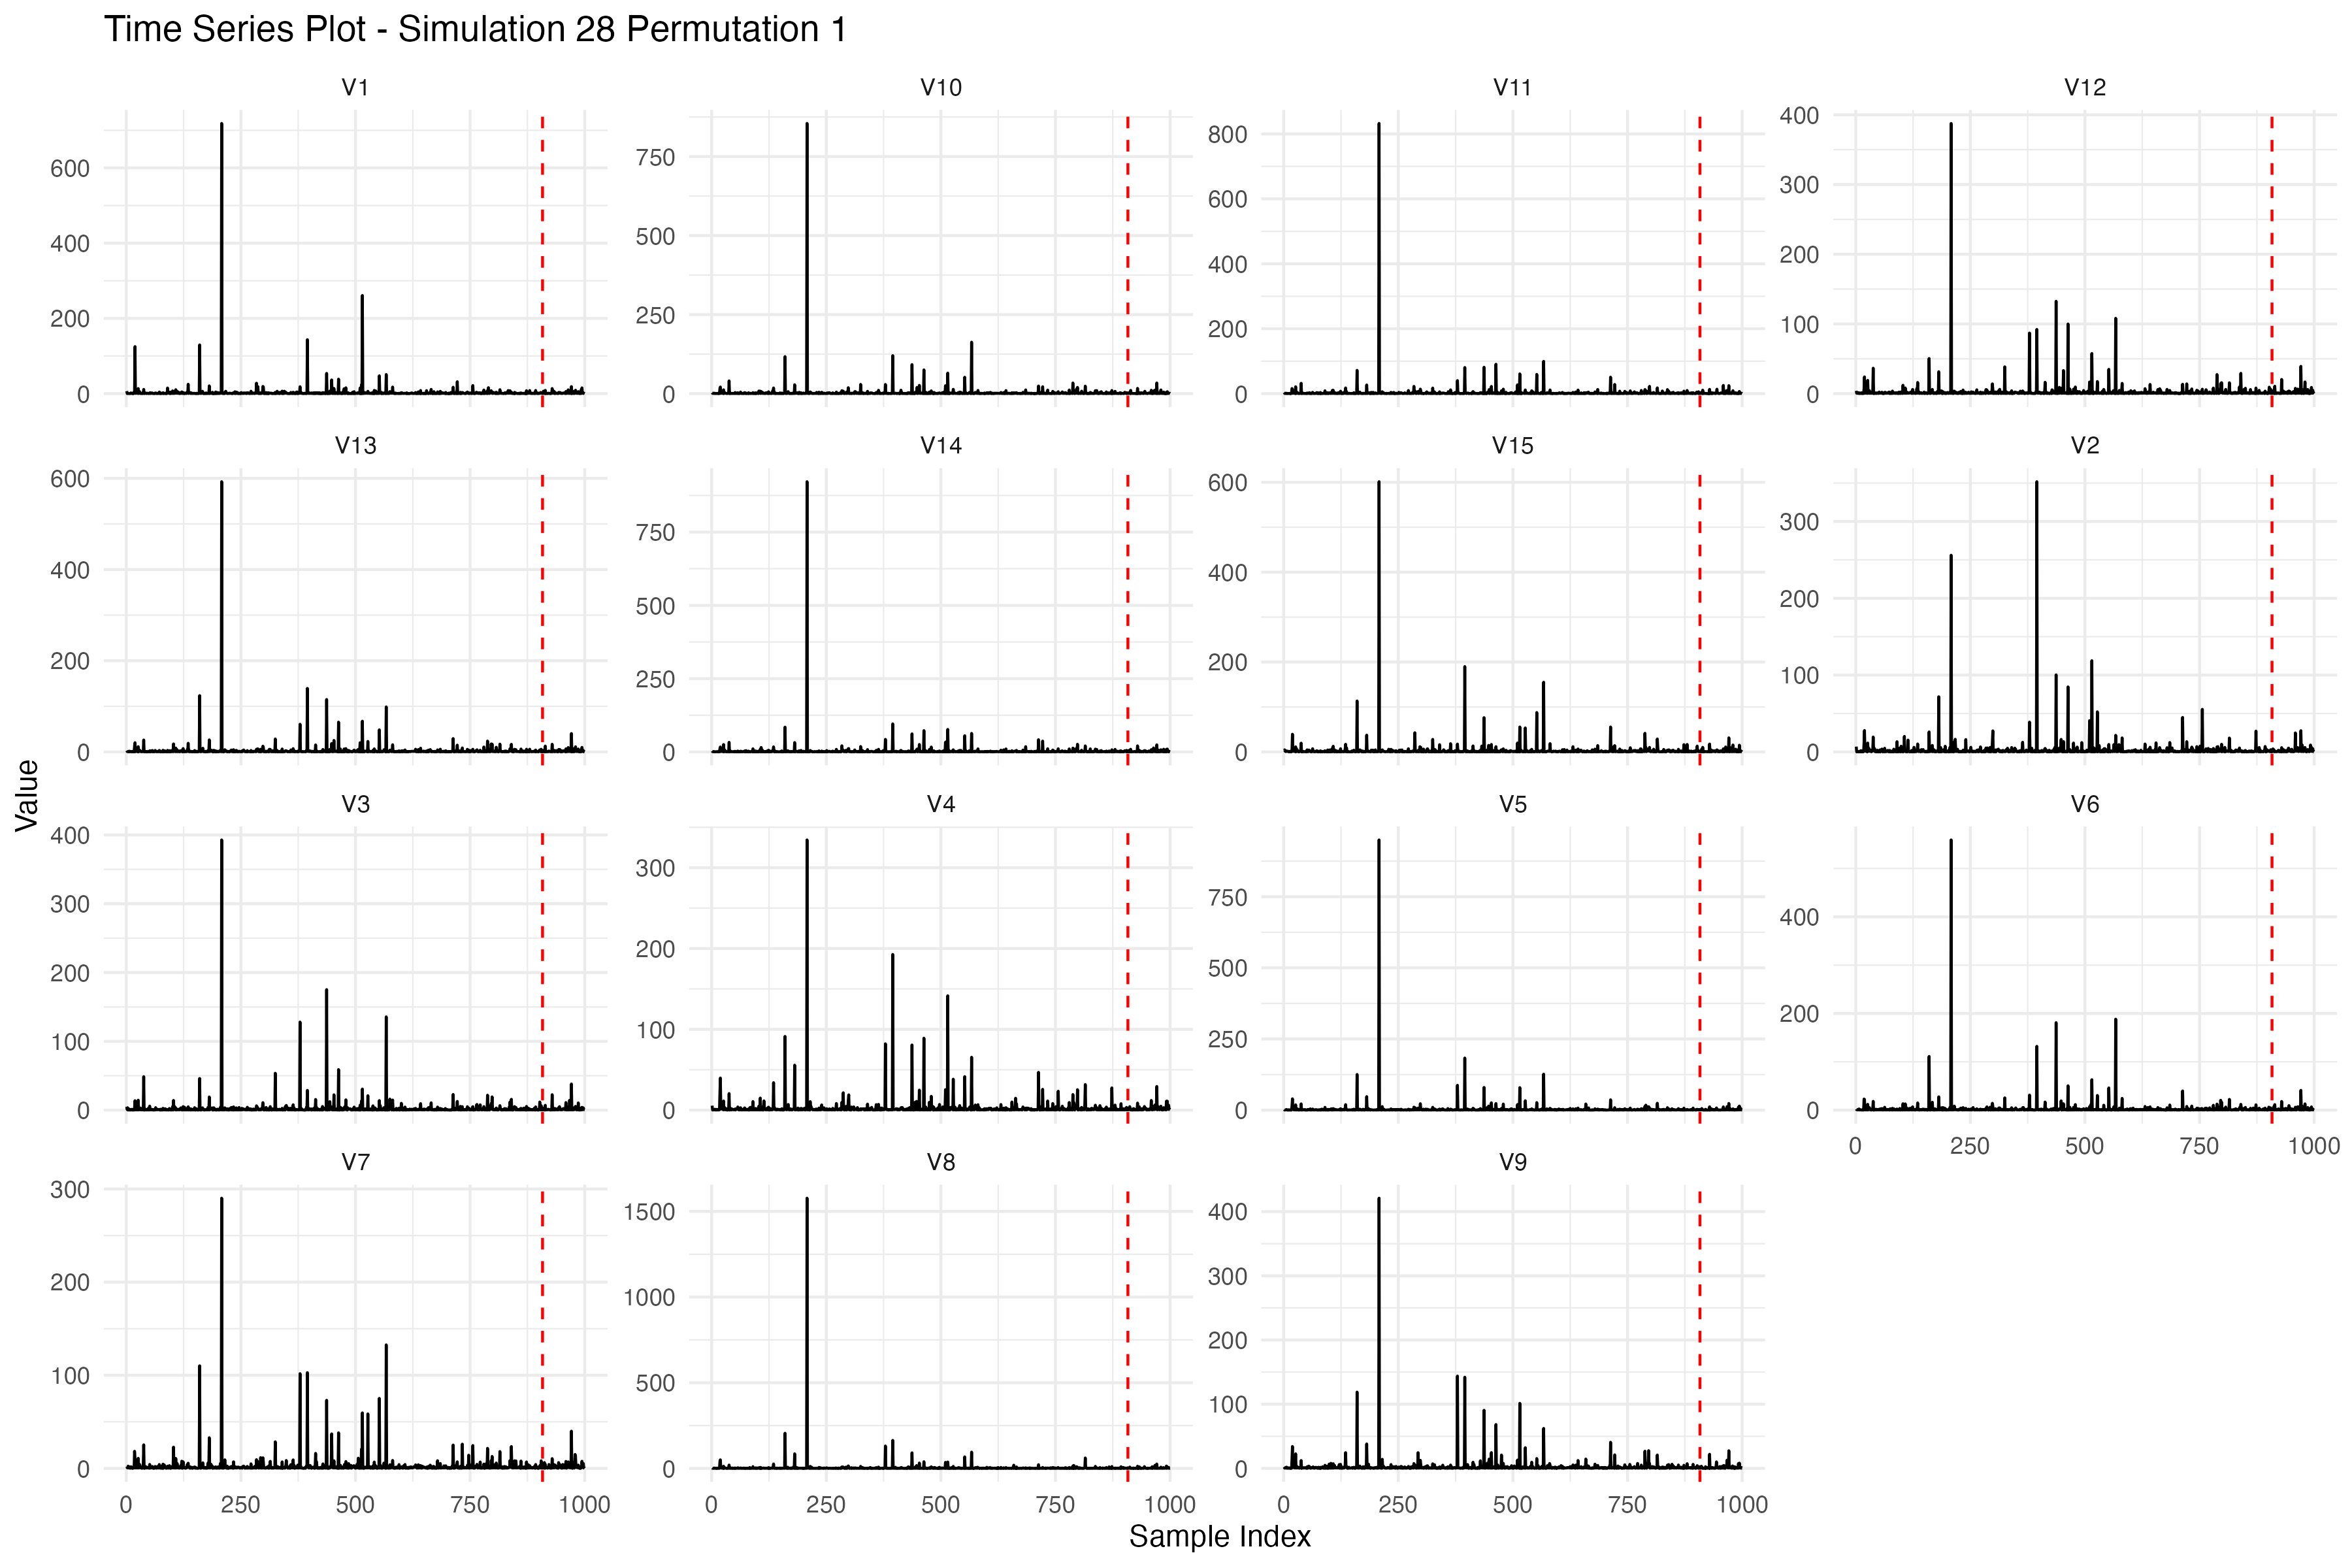 Time Series Plot - Simulation 28 Permutation 1
V1 V10 V11 V12
600 400 200 0
750 500 250 0
800 600 400 200 0
400 300 200 100 0
V13 V14 V15 V2
600 400 200 0
750 500 250 0
600 400 200 0
300 200 100 0
Value
V3 V4 V5 V6
400 300 200 100 0
300 200 100 0
750 500 250 0
400 200 0
0 250 500 750 1000
V7 V8 V9
300 200 100 0
1500 1000 500 0
400 300 200 100 0
0 250 500 750 1000 0 250 500 750 1000 0 250 500 750 1000
Sample Index